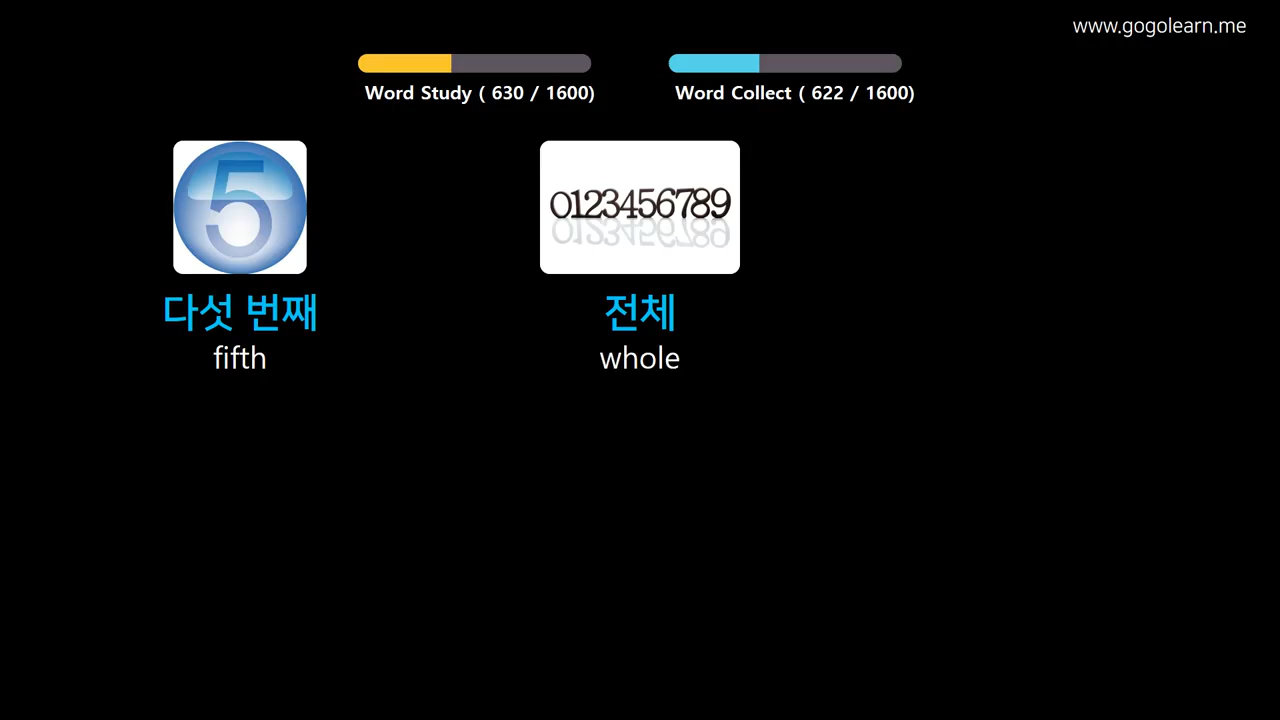 www.gogolearn.me
Word Study ( 630 / 1600)
Word Collect ( 622 / 1600)
5
0123456789
다섯 번째
전체
fifth
whole